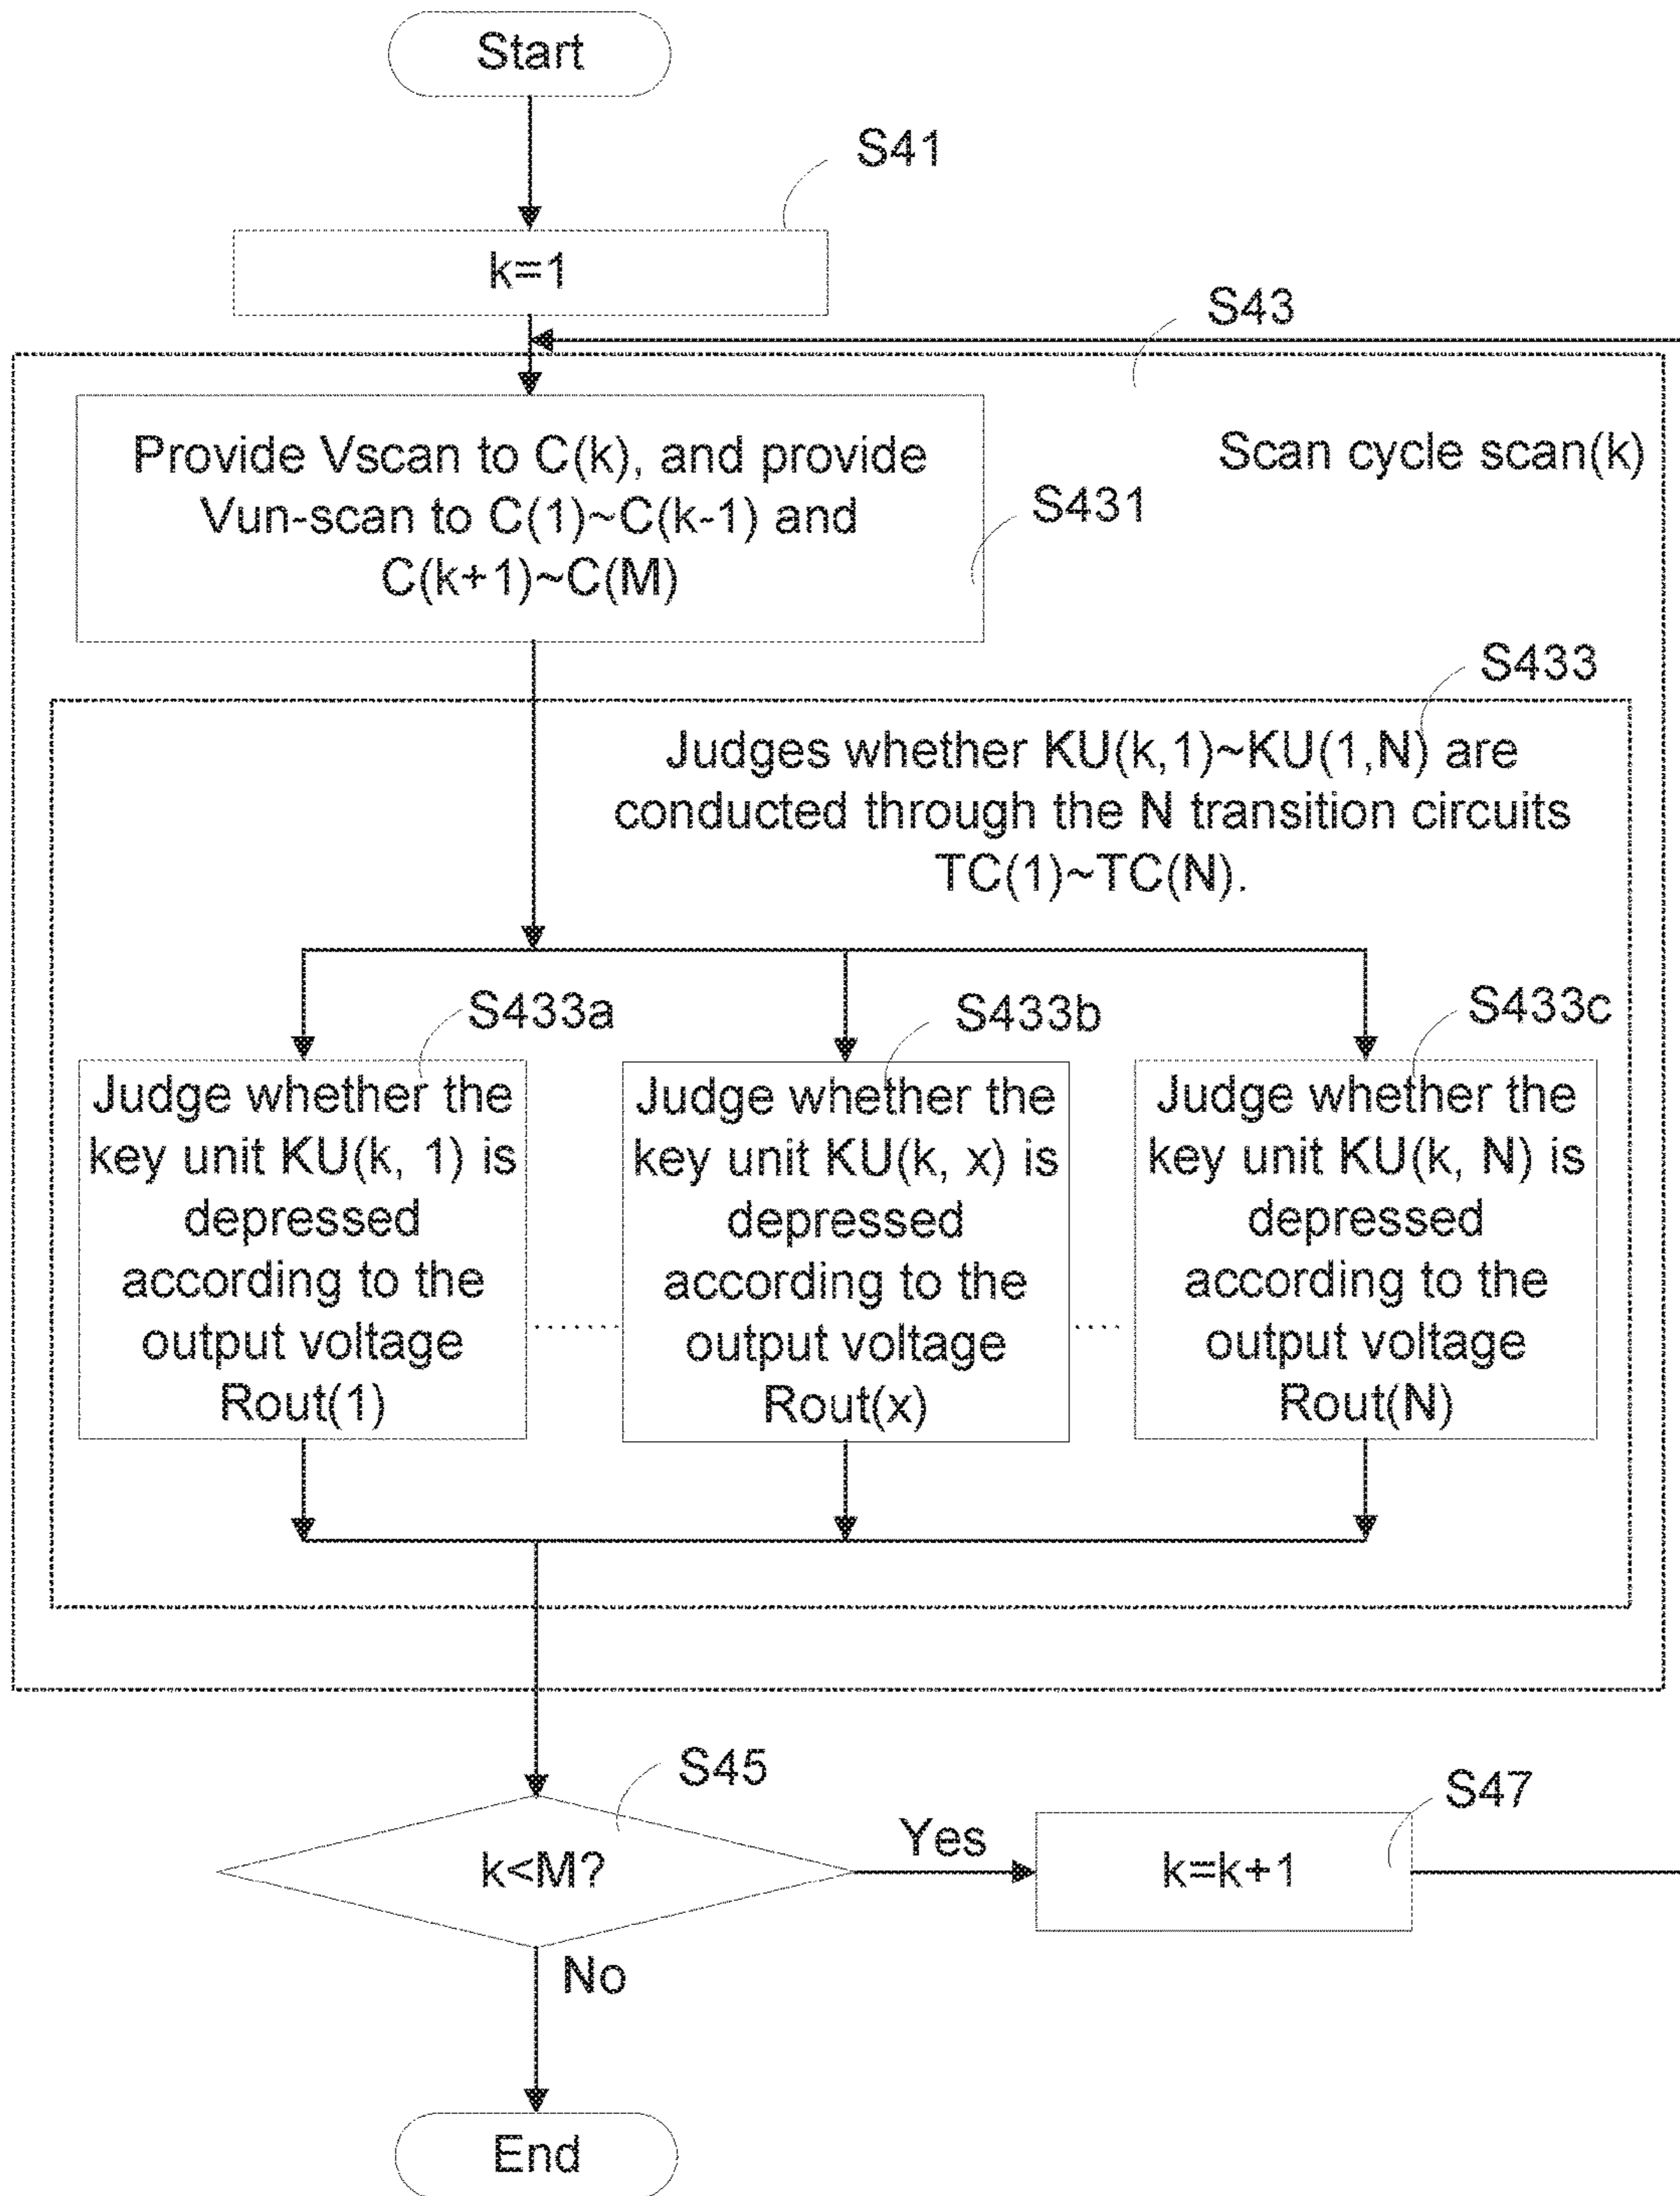 Start
S41
k=1
S43
Scan cycle scan(k)
Provide Vscan to C(k), and provide
Vun-scan to C(1)~C(k-1) and
C(k+1)~C(M)
S431
S433
Judges whether KU(k,1)~KU(1,N) are
conducted through the N transition circuits
TC(1)~TC(N).
S433a
Judge whether the
key unit KU(k, 1) is
depressed
according to the
output voltage
Rout(1)
S433b
Judge whether the
key unit KU(k, x) is
depressed
according to the
output voltage
Rout(x)
S433c
Judge whether the
key unit KU(k, N) is
depressed
according to the
output voltage
Rout(N)
S45
k<M?
Yes
S47
k=k+1
No
End